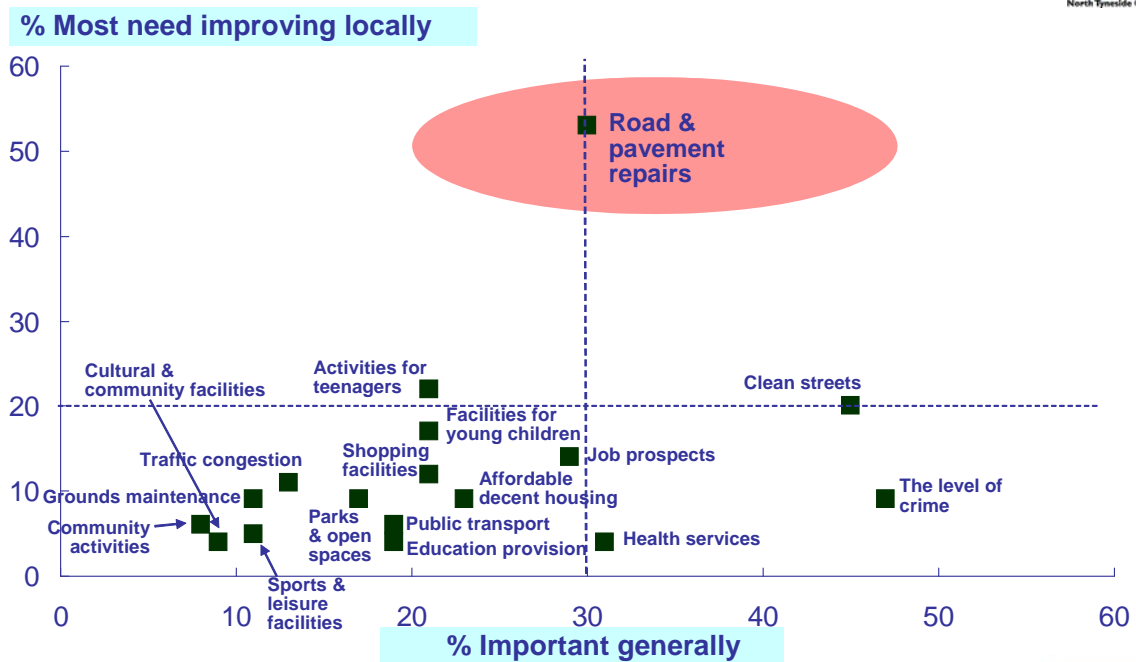 North Tyneside
% Most need improving locally
60
50
40
30
20
10
0
Road &
pavement
repairs
Cultural &
community facilities
Activities for
teenagers
Clean streets
Facilities for
young children
Traffic congestion
Shopping
facilities
Job prospects
Affordable
decent housing
The level of
crime
Grounds maintenance
Community
activities
Parks
& open
spaces
Public transport
Education provision
Health services
Sports &
leisure
facilities
0 10 20 30 40 50 60
% Important generally